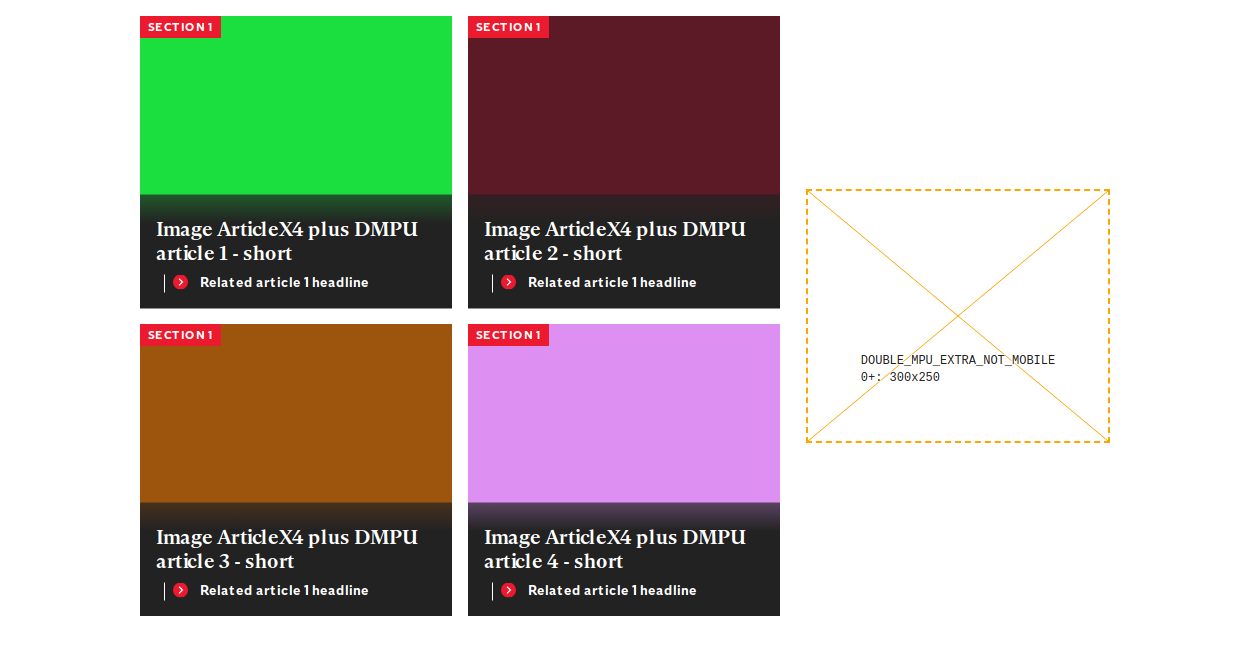 SECTION 1
Image ArticleX4 plus DMPU
article 1 - short
Related article 1 headline
SECTION 1
Image ArticleX4 plus DMPU
article 2 - short
Related article 1 headline
SECTION 1
Image ArticleX4 plus DMPU
article 3 - short
Related article 1 headline
SECTION 1
Image ArticleX4 plus DMPU
article 4 - short
Related article 1 headline
DOUBLE_MPU_EXTRA_NOT_MOBILE
0+: 300x250